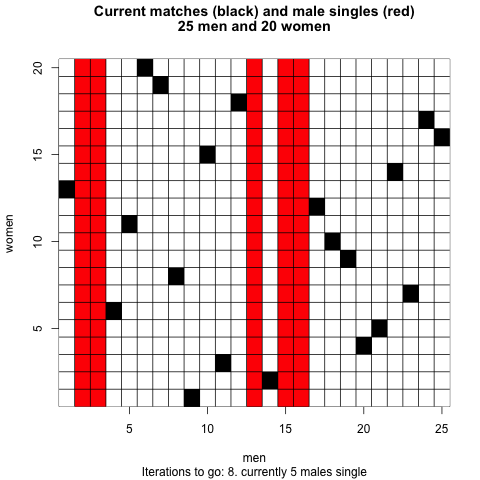 Current matches (black) and male singles (red)
25 men and 20 women
women
20
15
10
5
5 10 15 20 25
men
Iterations to go: 8. currently 5 males single